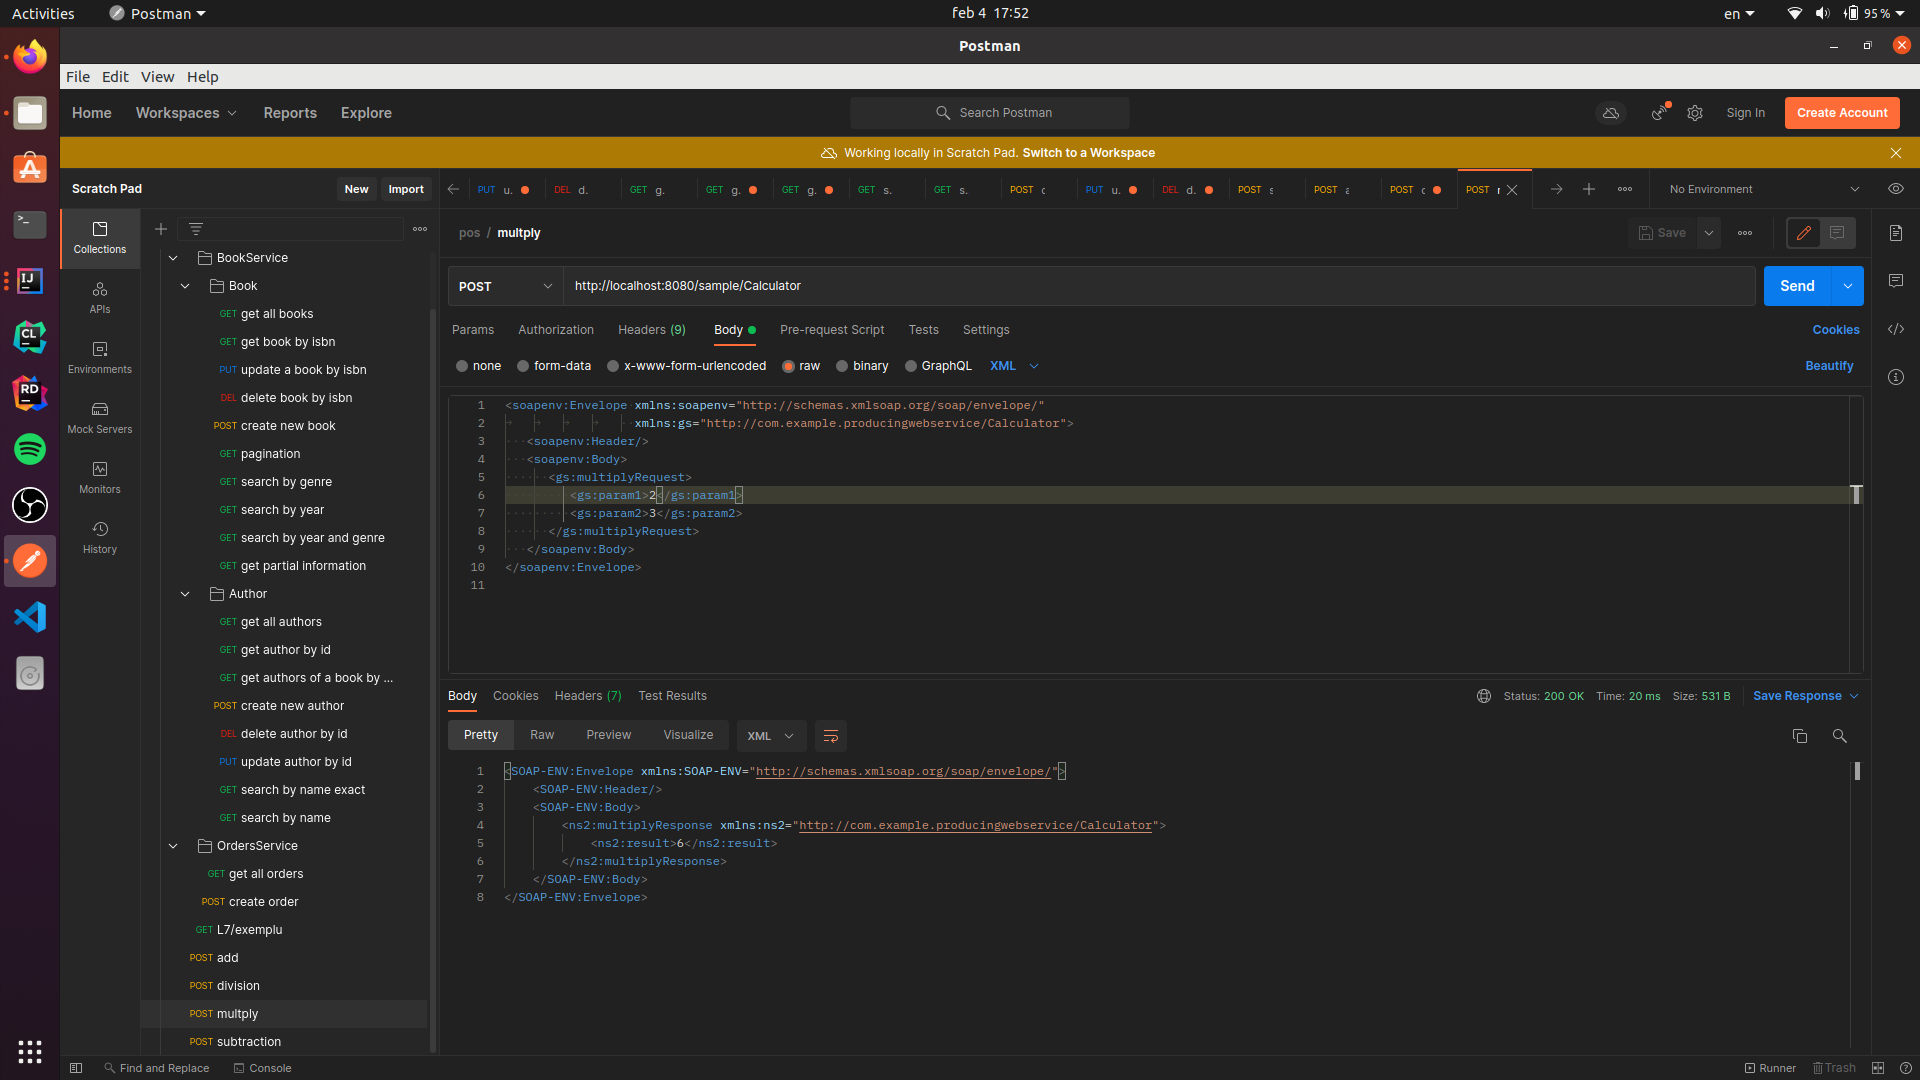 Activities
Postman
feb 4 17:52
en
95 %
Postman
File Edit View Help
Home Workspaces Reports Explore
Search Postman
Sign In
Create Account
Working locally in Scratch Pad. Switch to a Workspace
Scratch Pad
New
Import
PUT u.
DEL d.
GET g.
GET g.
GET g.
GET s.
GET s.
POST
PUT u.
DEL d.
POST
POST
POST
POST
No Environment
Collections
APIs
Environments
Mock Servers
Monitors
History
BookService
Book
GET get all books
GET get book by isbn
PUT update a book by isbn
DEL delete book by isbn
POST create new book
GET pagination
GET search by genre
GET search by year
GET search by year and genre
GET get partial information
Author
GET get all authors
GET get author by id
GET get authors of a book by ...
POST create new author
DEL delete author by id
PUT update author by id
GET search by name exact
GET search by name
OrdersService
GET get all orders
POST create order
GET L7/exemplu
POST add
POST division
POST multply
POST subtraction
pos / multply
Save
POST
http://localhost:8080/sample/Calculator
Send
Params Authorization Headers (9) Body Pre-request Script Tests Settings
Cookies
none form-data x-www-form-urlencoded raw binary GraphQL XML
Beautify
1 <soapenv:Envelope xmlns:soapenv="http://schemas.xmlsoap.org/soap/envelope/"
2 xmlns:gs="http://com.example.producingwebservice/Calculator">
3 <soapenv:Header/>
4 <soapenv:Body>
5 <gs:multiplyRequest>
6 <gs:param1>2</gs:param1>
7 <gs:param2>3</gs:param2>
8 </gs:multiplyRequest>
9 </soapenv:Body>
10 </soapenv:Envelope>
11
Body Cookies Headers (7) Test Results
Status: 200 OK Time: 20 ms Size: 531 B
Save Response
Pretty Raw Preview Visualize
XML
1 <SOAP-ENV:Envelope xmlns:SOAP-ENV="http://schemas.xmlsoap.org/soap/envelope/">
2 <SOAP-ENV:Header/>
3 <SOAP-ENV:Body>
4 <ns2:multiplyResponse xmlns:ns2="http://com.example.producingwebservice/Calculator">
5 <ns2:result>6</ns2:result>
6 </ns2:multiplyResponse>
7 </SOAP-ENV:Body>
8 </SOAP-ENV:Envelope>
Find and Replace
Console
Runner
Trash